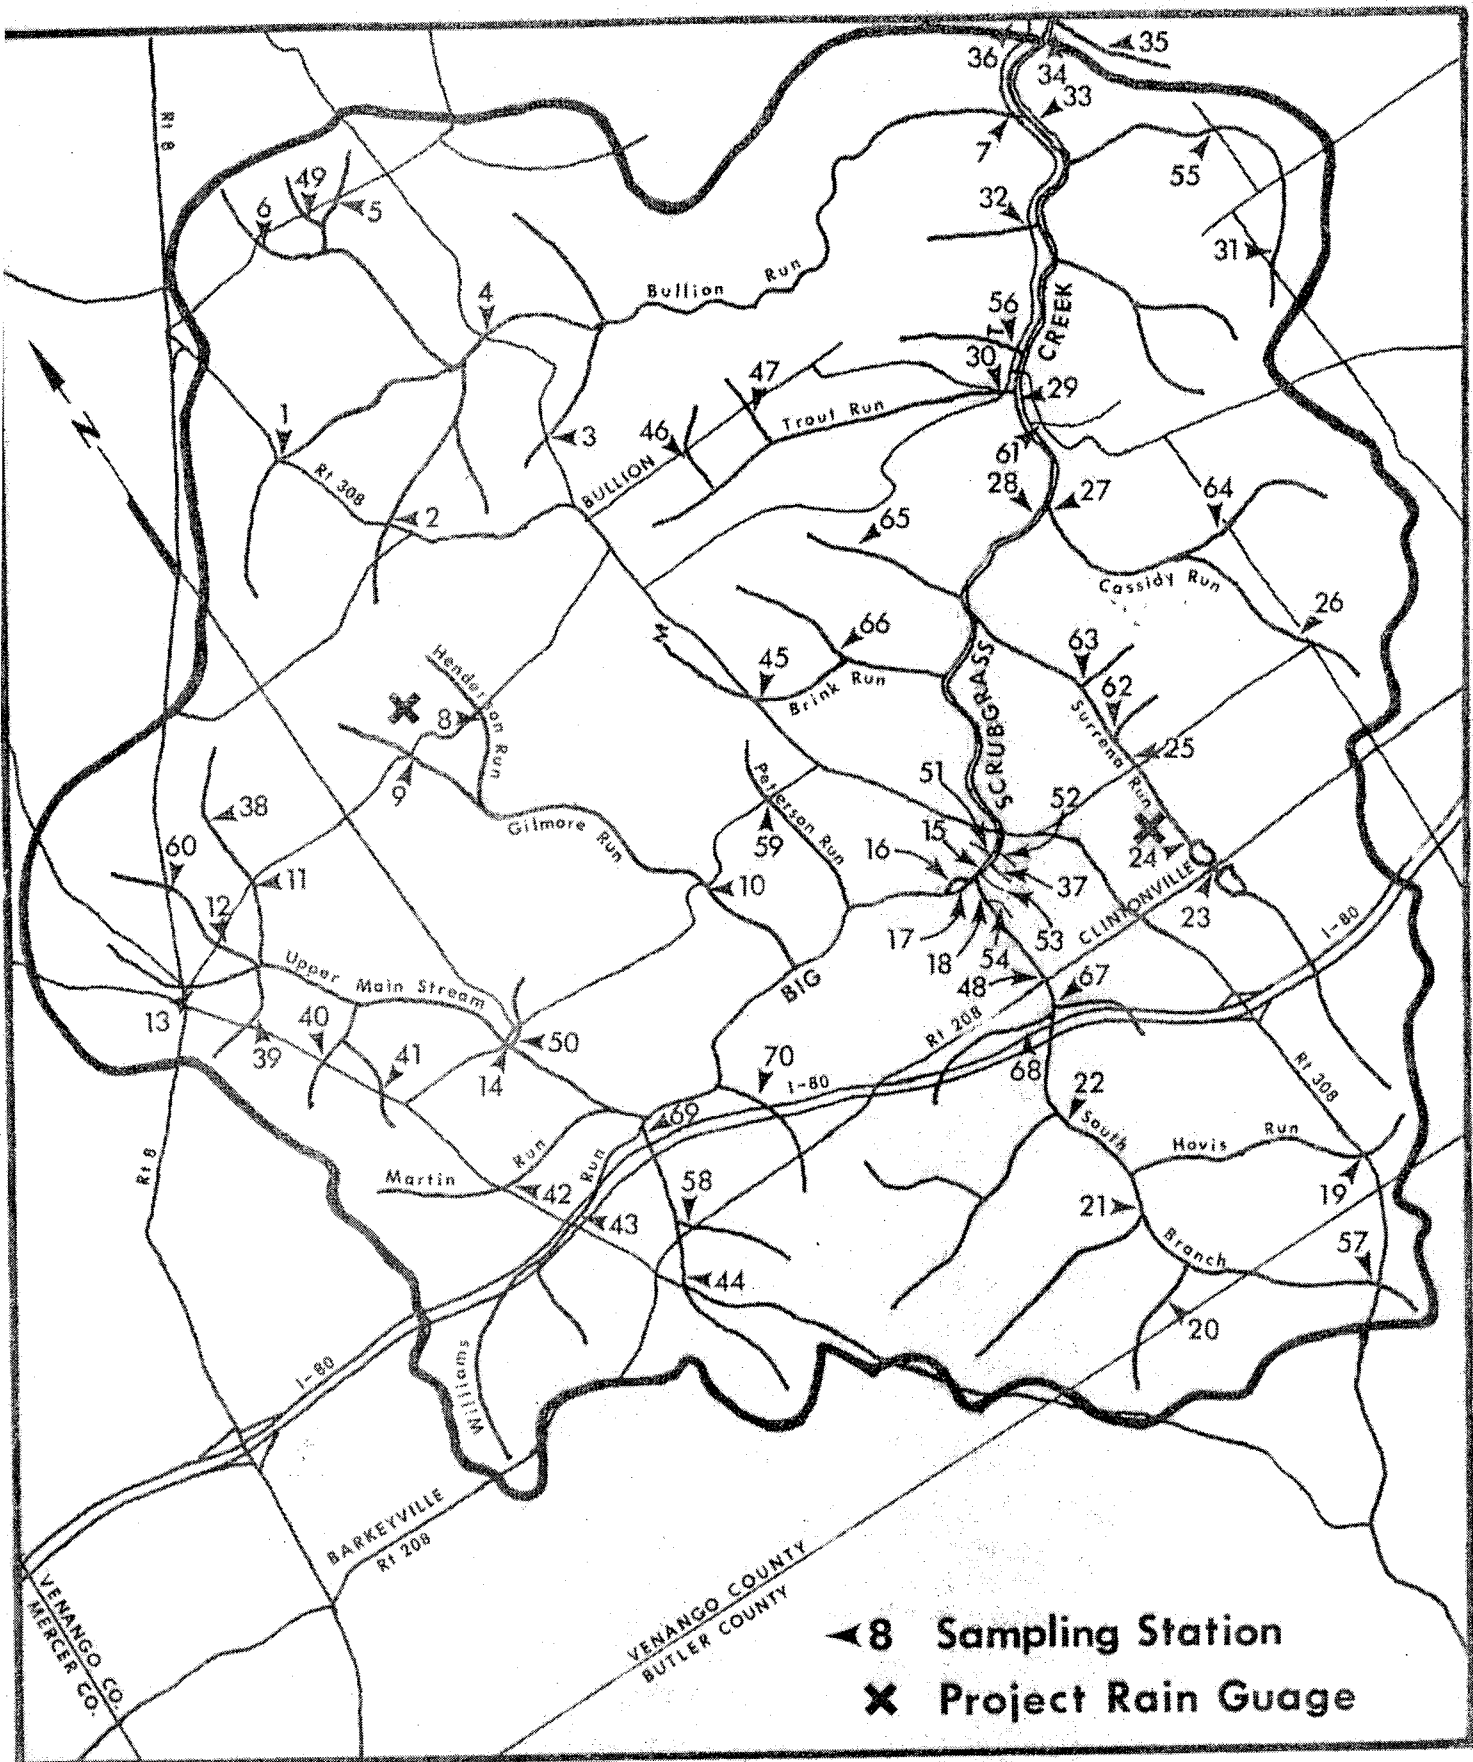 35
36
34
33
Rt 8
7
55
49
5
6
32
31
Bullion Run
4
56
T
CREEK
30
47
29
1
Trout Run
3
46
61
N
Rt 308
BULLION
28
27
64
2
65
Cassidy Run
26
M
66
63
Henderson Run
45
Brink Run
62
8
SCRUBGRASS
Surrena Run
25
9
Peterson Run
51
52
38
Gilmore Run
15
60
59
16
24
11
10
37
CLINTONVILLE
12
23
17
53
18
54
I-80
Upper Main Stream
BIG
48
67
13
40
39
50
Rt 208
41
14
70
68
I-80
Rt 308
22
69
South
Hovis Run
Rt 8
Martin Run
Run
42
58
19
43
21
Branch
57
44
20
Williams
I-80
BARKEYVILLE
Rt 208
VENANGO CO.
MERCER CO.
VENANGO COUNTY
BUTLER COUNTY
8 Sampling Station
Project Rain Guage